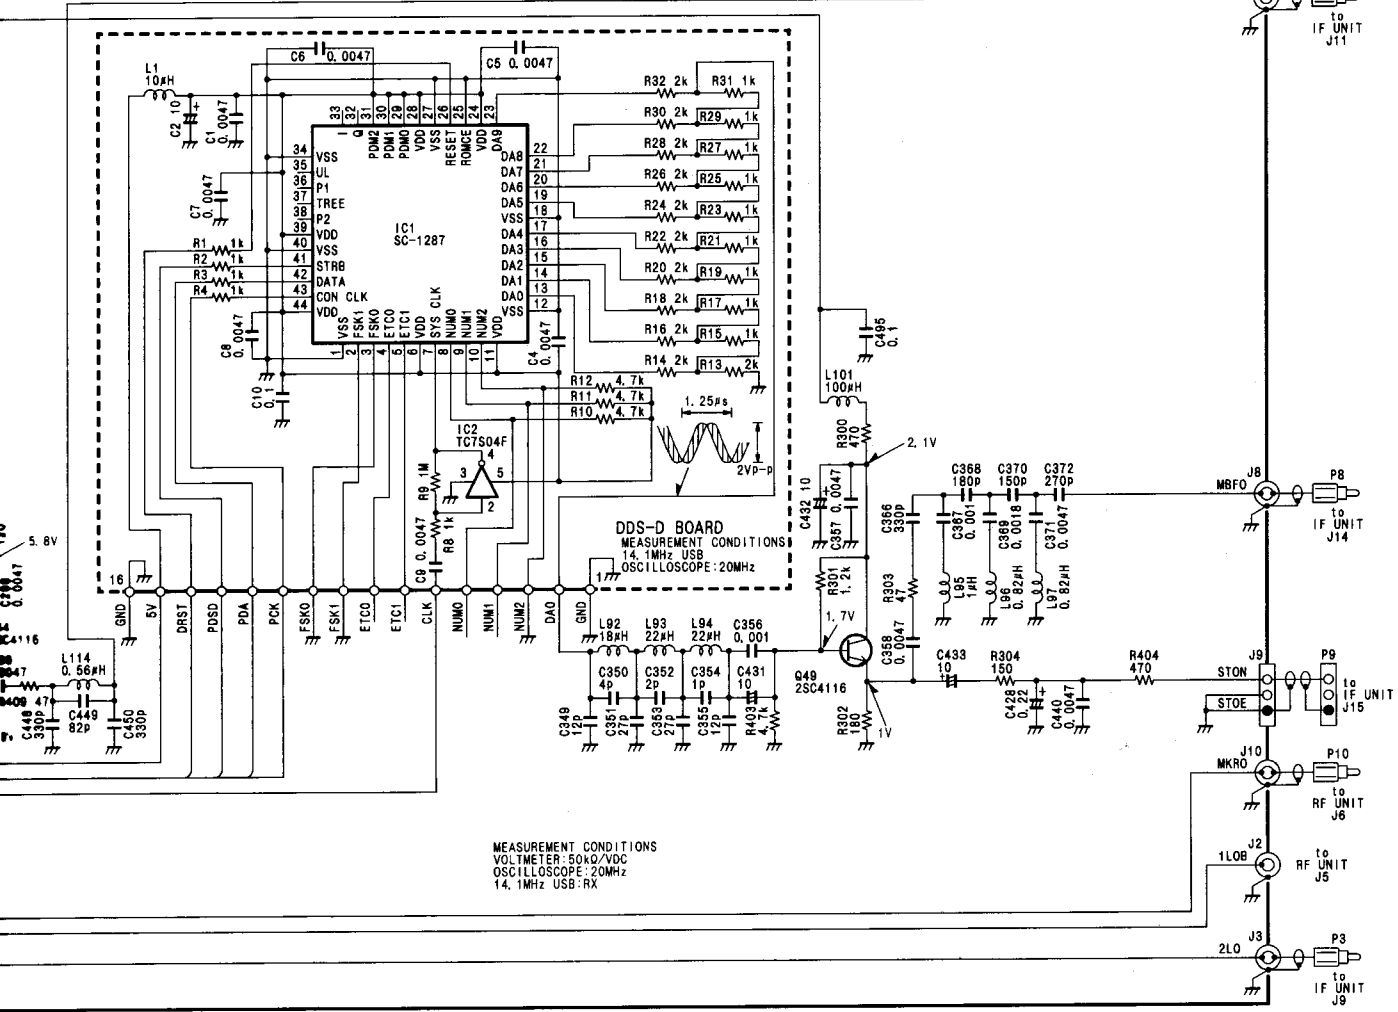 to
IF UNIT
J11
C6 0.0047
C5 0.0047
L1
10μH
C2 10
+
C1
0.0047
R32 2k
R31 1k
R30 2k
R29 1k
R28 2k
R27 1k
R26 2k
R25 1k
R24 2k
R23 1k
R22 2k
R21 1k
R20 2k
R19 1k
R18 2k
R17 1k
R16 2k
R15 1k
R14 2k
R13 2k
33 32 31 30 29 28 27 26 25 24 23
I Q PDM2 PDM1 PDM0 VDD VSS RESET ROMCE VDD DA9
34 VSS
35 UL
36 P1
37 TREE
38 P2
39 VDD
40 VSS
41 STRB
42 DATA
43 CON CLK
44 VDD
DA8 22
DA7 21
DA6 20
DA5 19
VSS 18
DA4 17
DA3 16
DA2 15
DA1 14
DA0 13
VSS 12
IC1
SC-1287
VSS FSK1 FSK0 ETC0 ETC1 VDD SYS CLK NUM0 NUM1 NUM2 VDD
1 2 3 4 5 6 7 8 9 10 11
C7
0.0047
R1 1k
R2 1k
R3 1k
R4 1k
C8
0.0047
C10
0.1
C4
0.0047
R12 4.7k
R11 4.7k
R10 4.7k
IC2
TC7S04F
4
3 5
2
R9 1M
R8 1k
C9 0.0047
1.25μs
2Vp-p
DDS-D BOARD
MEASUREMENT CONDITIONS
14.1MHz USB
OSCILLOSCOPE:20MHz
C495
0.1
L101
100μH
R300
470
2.1V
C432 10
+
C357 0.0047
R301
1.2k
1.7V
Q49
2SC4116
R302
180
1V
C366
330P
R303
47
C358
0.0047
C368
180p
C370
150p
C372
270p
C367
0.001
C369
0.0018
C371
0.0047
L95
1μH
L96
0.82μH
L97
0.82μH
MBFO
J8
P8
to
IF UNIT
J14
5.8V
0.0047
C4116
16
1
GND 5V DRST PDSD PDA PCK FSK0 FSK1 ETC0 ETC1 CLK NUM0 NUM1 NUM2 DA0 GND
L92
18μH
L93
22μH
L94
22μH
C356
0.001
C350
4p
C352
2p
C354
1p
C431
10
C349
12p
C351
27p
C353
27p
C355
12p
R403
4.7k
C433
10
+
R304
150
R404
470
C428
0.22
+
C440
0.0047
J9
STON
STOE
P9
to
IF UNIT
J15
L114
0.56μH
47
C448
330P
C449
82p
C450
330P
J10
MKRO
P10
to
RF UNIT
J6
MEASUREMENT CONDITIONS
VOLTMETER:50kΩ/VDC
OSCILLOSCOPE:20MHz
14.1MHz USB:RX
J2
1LOB
to
RF UNIT
J5
J3
2LO
P3
to
IF UNIT
J9